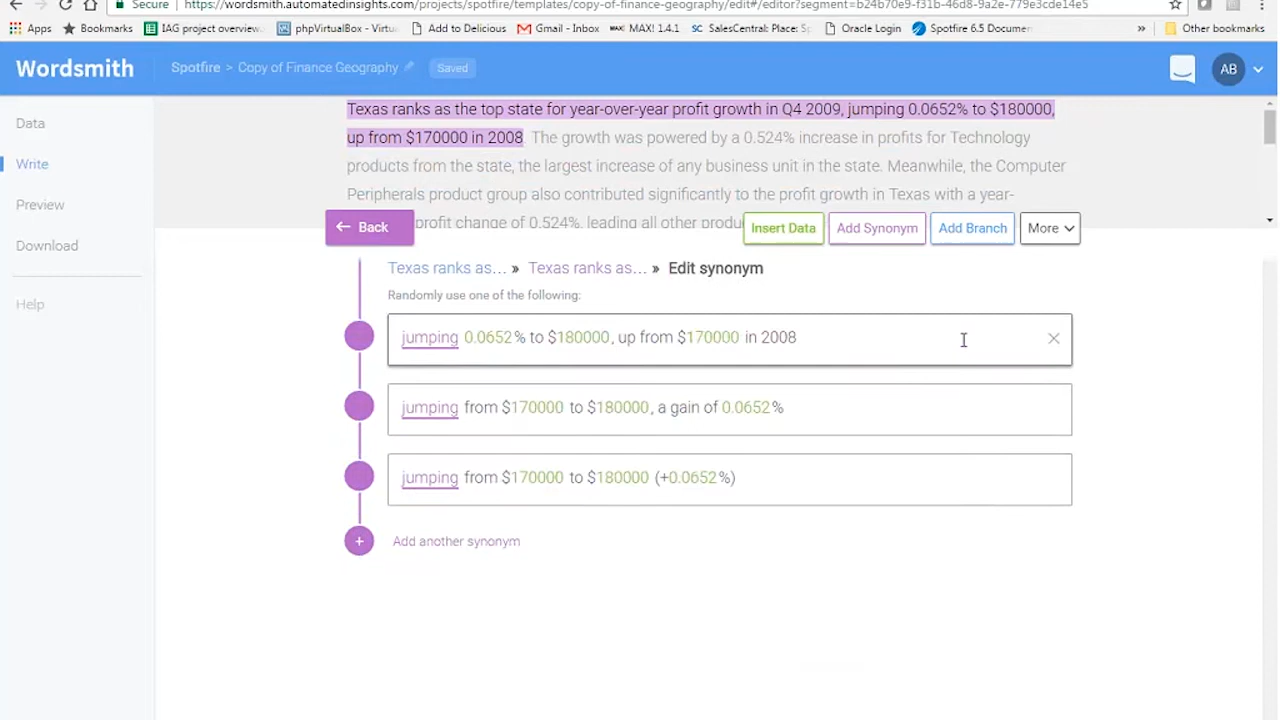 Secure https://wordsmith.automatedinsights.com/projects/spotfire/templates/copy-of-finance-geography/edit#/editor?segment=b24b70e9-f31b-46d8-9a2e-779e3cde14e5
Apps Bookmarks IAG project overview phpVirtualBox - Virtu Add to Delicious Gmail - Inbox MAX! MAX! 1.4.1 SC SalesCentral: Place: S Oracle Login Spotfire 6.5 Documen » Other bookmarks
Wordsmith Spotfire > Copy of Finance Geography Saved AB
Data
Write
Preview
Download
Help
Texas ranks as the top state for year-over-year profit growth in Q4 2009, jumping 0.0652% to $180000,
up from $170000 in 2008. The growth was powered by a 0.524% increase in profits for Technology
products from the state, the largest increase of any business unit in the state. Meanwhile, the Computer
Peripherals product group also contributed significantly to the profit growth in Texas with a year-
profit change of 0.524%, leading all other produ
← Back Insert Data Add Synonym Add Branch More
Texas ranks as... » Texas ranks as... » Edit synonym
Randomly use one of the following:
jumping 0.0652% to $180000, up from $170000 in 2008 ×
jumping from $170000 to $180000, a gain of 0.0652%
jumping from $170000 to $180000 (+0.0652%)
+ Add another synonym